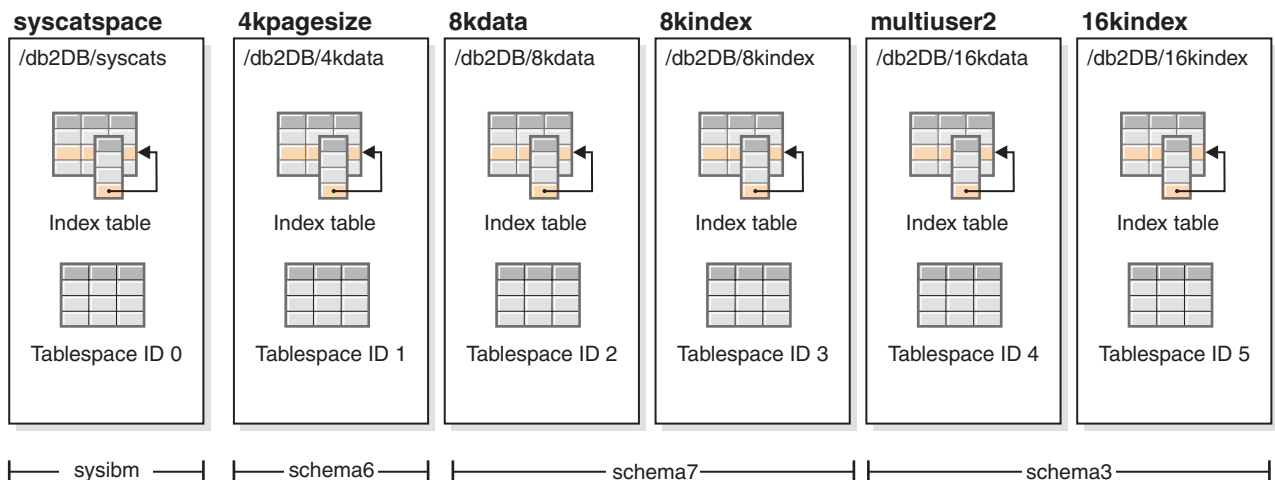 syscatspace
4kpagesize
8kdata
8kindex
multiuser2
16kindex
/db2DB/syscats
/db2DB/4kdata
/db2DB/8kdata
/db2DB/8kindex
/db2DB/16kdata
/db2DB/16kindex
Index table
Index table
Index table
Index table
Index table
Index table
Tablespace ID 0
Tablespace ID 1
Tablespace ID 2
Tablespace ID 3
Tablespace ID 4
Tablespace ID 5
sysibm
schema6
schema7
schema3